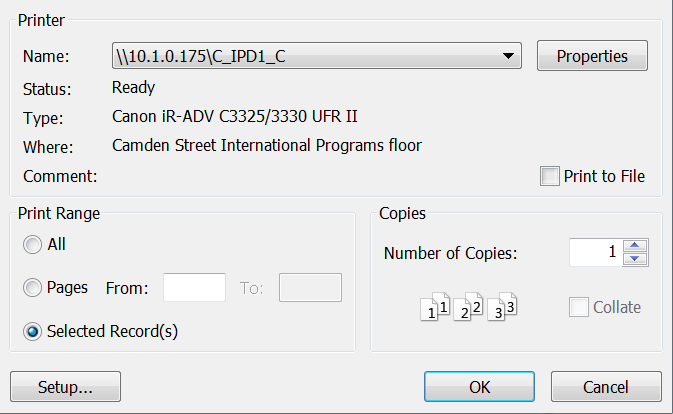 Printer
Name: \\10.1.0.175\C_IPD1_C Properties
Status: Ready
Type: Canon iR-ADV C3325/3330 UFR II
Where: Camden Street International Programs floor
Comment: Print to File
Print Range
All
Pages From: To:
Selected Record(s)
Copies
Number of Copies: 1
1 1 2 2 3 3 Collate
Setup... OK Cancel